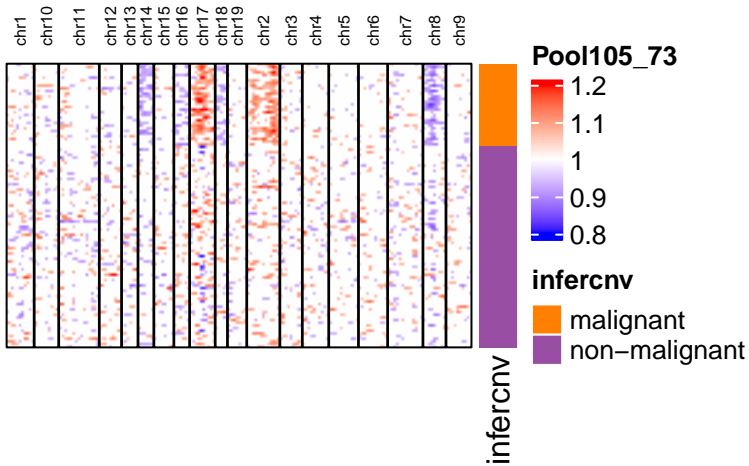 chr1
chr10
chr11
chr12
chr13
chr14
chr15
chr16
chr17
chr18
chr19
chr2
chr3
chr4
chr5
chr6
chr7
chr8
chr9
Pool105_73
1.2
1.1
1
0.9
0.8
infercnv
malignant
non−malignant
infercnv